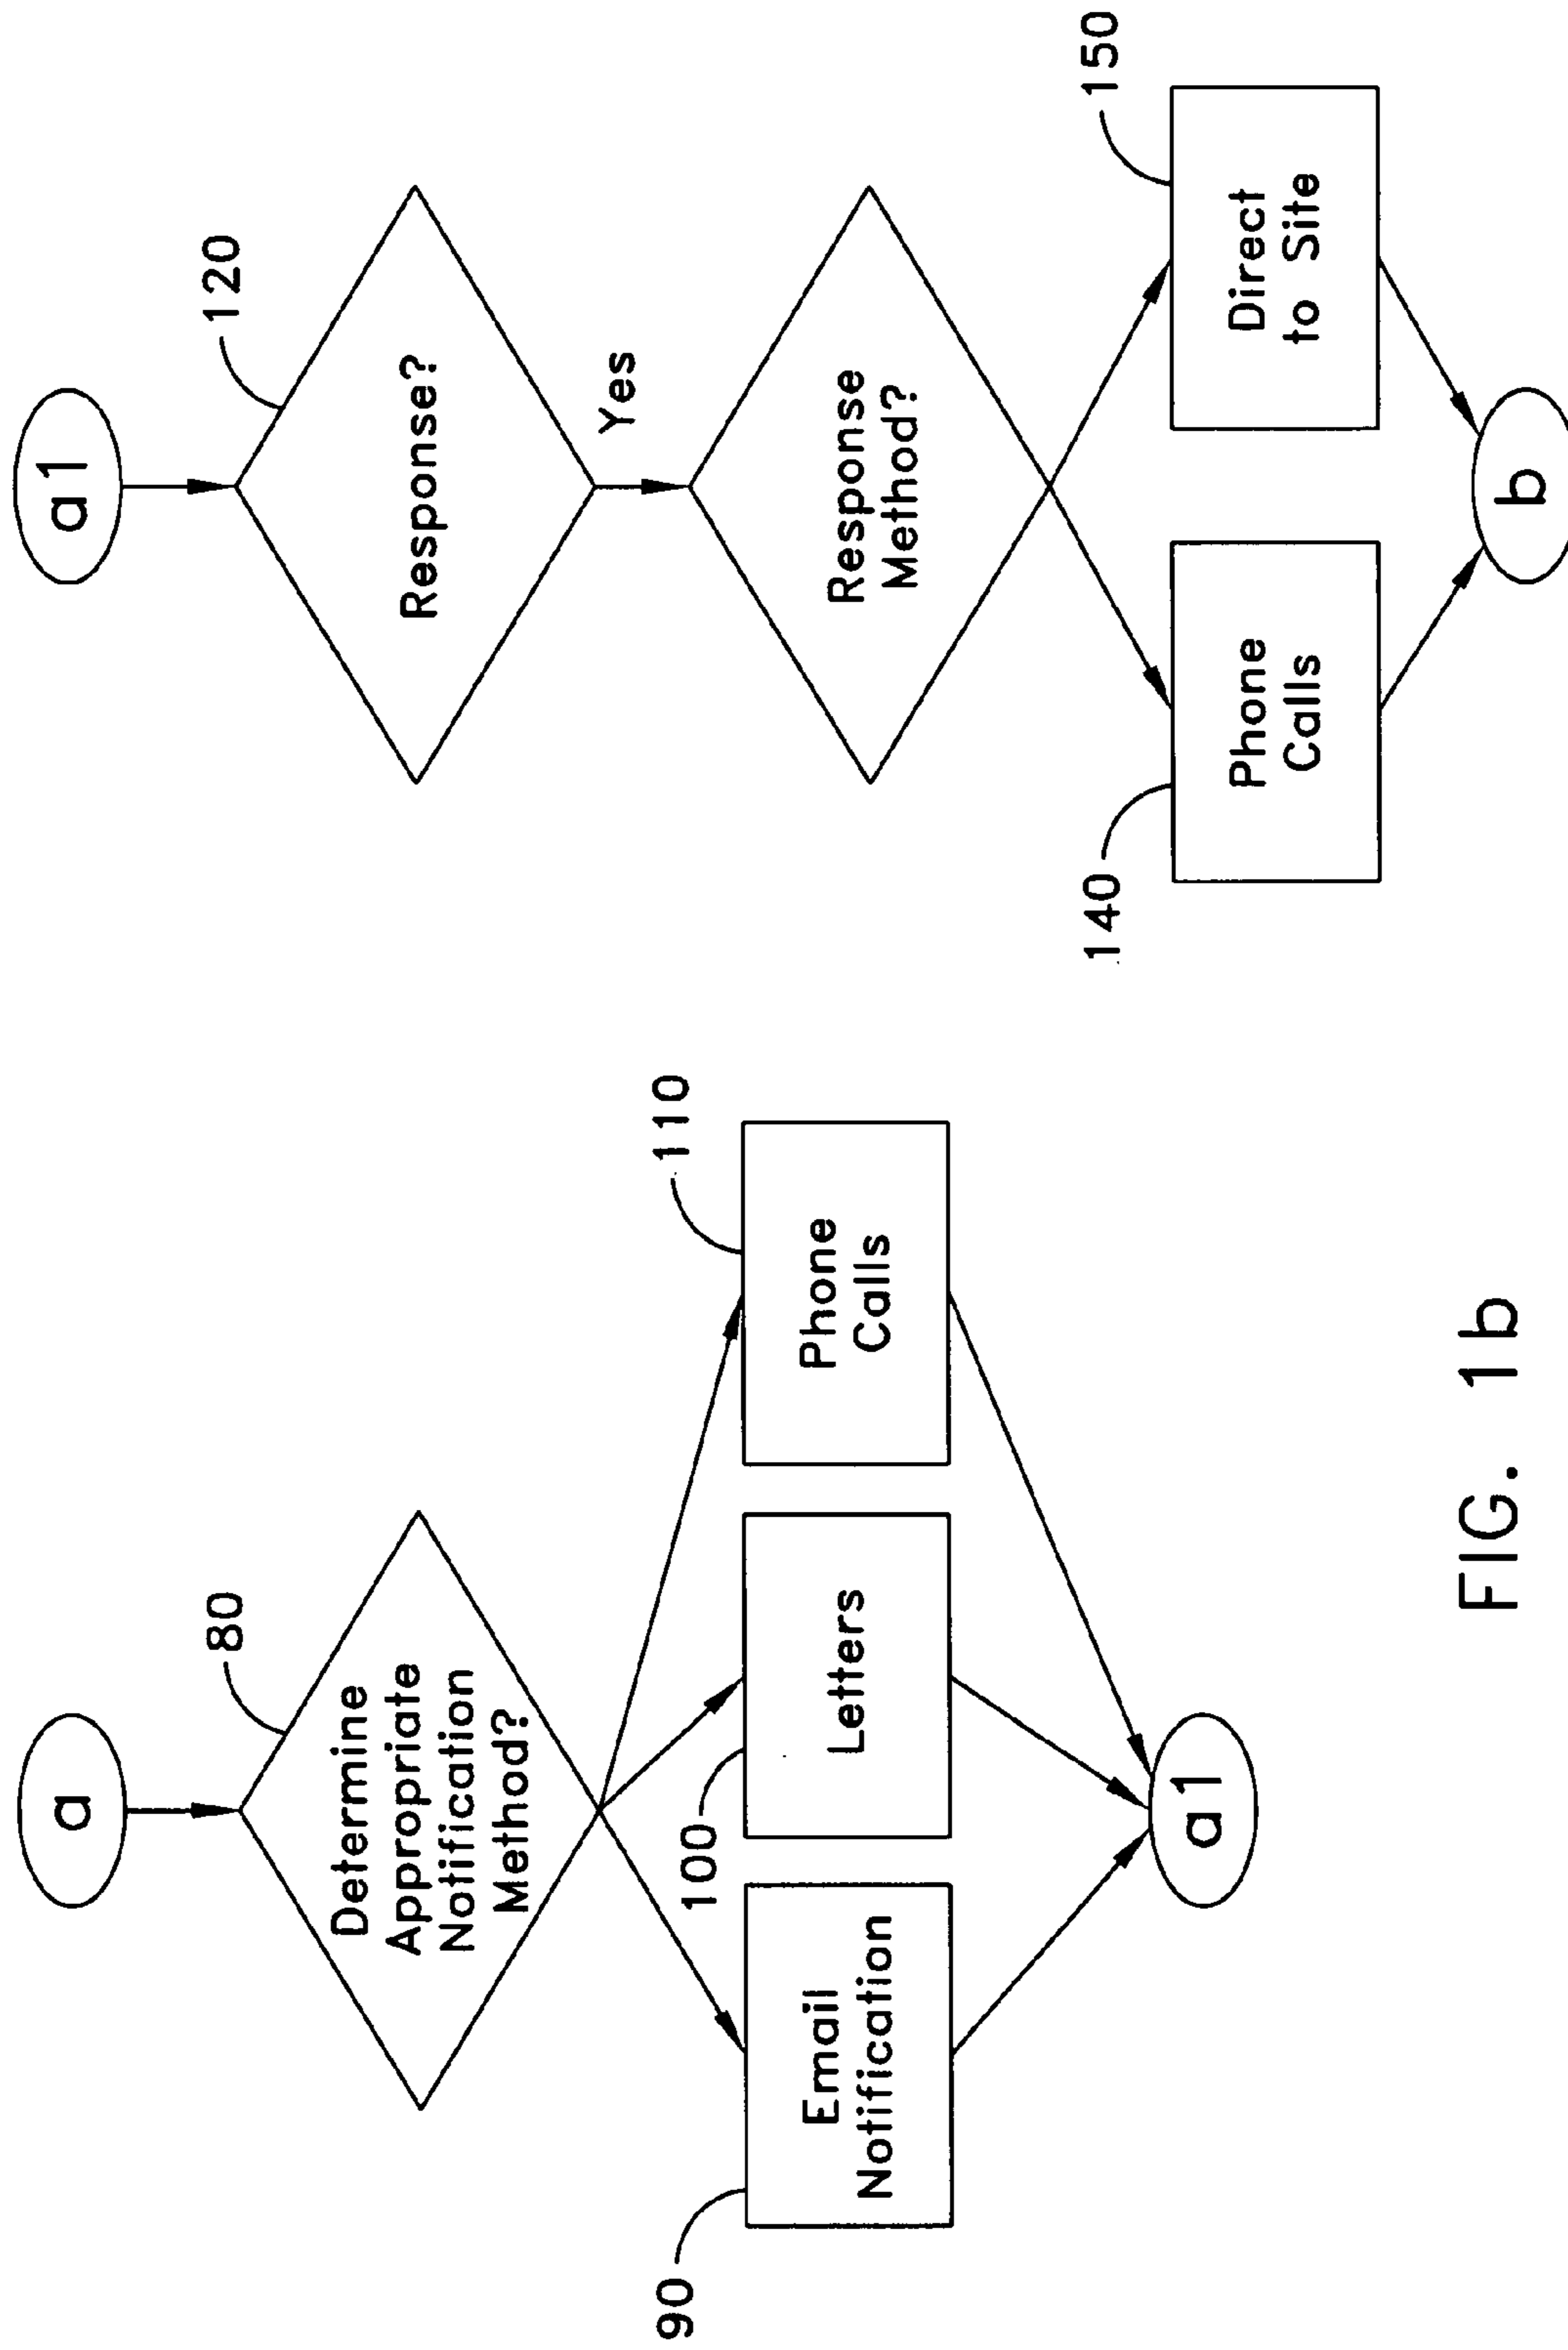 a
80
Determine
Appropriate
Notification
Method?
90
Email
Notification
100
Letters
110
Phone
Calls
a1
a1
120
Response?
Yes
Response
Method?
140
Phone
Calls
150
Direct
to Site
b
FIG. 1b